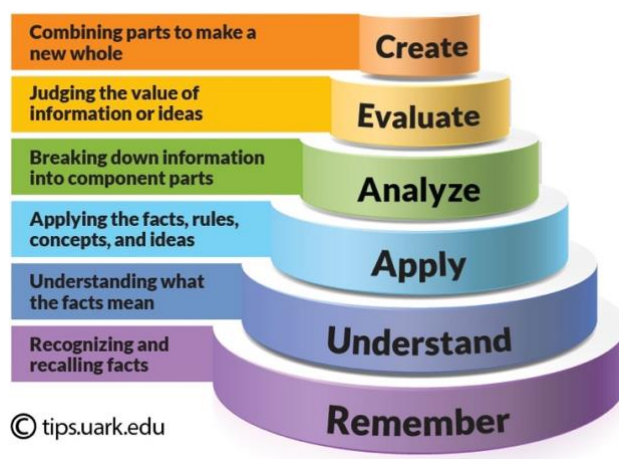 Combining parts to make a
new whole
Create
Judging the value of
information or ideas
Evaluate
Breaking down information
into component parts
Analyze
Applying the facts, rules,
concepts, and ideas
Apply
Understanding what
the facts mean
Understand
Recognizing and
recalling facts
Remember
© tips.uark.edu